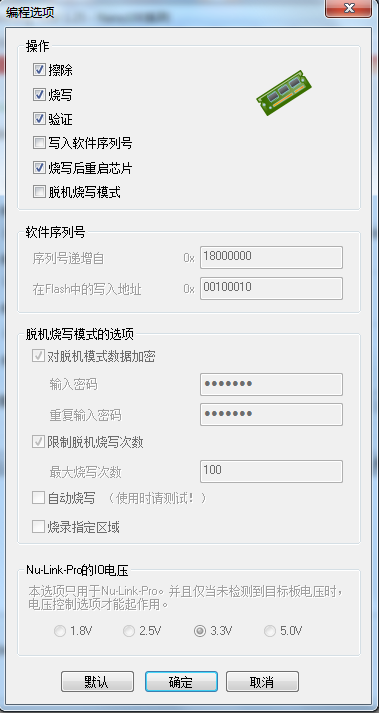 编程选项
操作
擦除
烧写
验证
写入软件序列号
烧写后重启芯片
脱机烧写模式
软件序列号
序列号递增自 0x 18000000
在Flash中的写入地址 0x 00100010
脱机烧写模式的选项
对脱机模式数据加密
输入密码 ●●●●●●●
重复输入密码 ●●●●●●●
限制脱机烧写次数
最大烧写次数 100
自动烧写 （使用时请测试！）
烧录指定区域
Nu-Link-Pro的IO电压
本选项只用于Nu-Link-Pro。并且仅当未检测到目标板电压时，
电压控制选项才能起作用。
1.8V 2.5V 3.3V 5.0V
默认 确定 取消